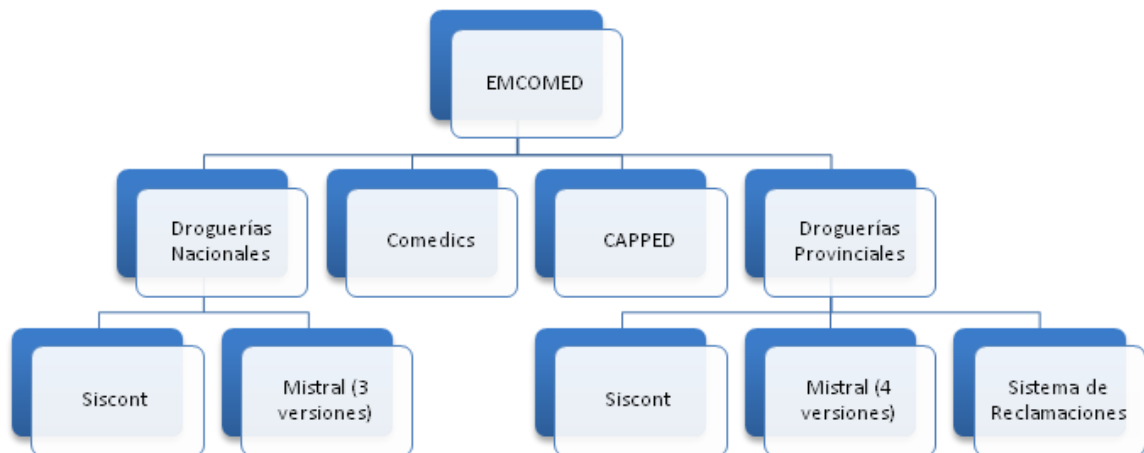 EMCOMED
Droguerías
Nacionales
Comedics
CAPPED
Droguerías
Provinciales
Siscont
Mistral (3
versiones)
Siscont
Mistral (4
versiones)
Sistema de
Reclamaciones